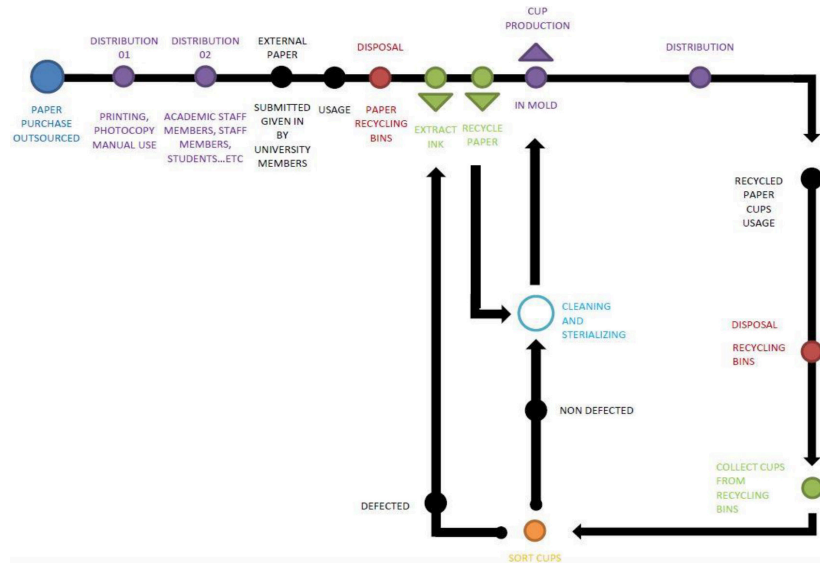 PAPER
PURCHASE
OUTSOURCED
DISTRIBUTION
01
PRINTING,
PHOTOCOPY
MANUAL USE
DISTRIBUTION
02
ACADEMIC STAFF
MEMBERS, STAFF
MEMBERS,
STUDENTS...ETC
EXTERNAL
PAPER
SUBMITTED
GIVEN IN
BY
UNIVERSITY
MEMBERS
USAGE
DISPOSAL
PAPER
RECYCLING
BINS
EXTRACT
INK
RECYCLE
PAPER
CUP
PRODUCTION
IN MOLD
DISTRIBUTION
RECYCLED
PAPER
CUPS
USAGE
DISPOSAL
RECYCLING
BINS
COLLECT CUPS
FROM
RECYCLING
BINS
SORT CUPS
DEFECTED
NON DEFECTED
CLEANING
AND
STERIALIZING